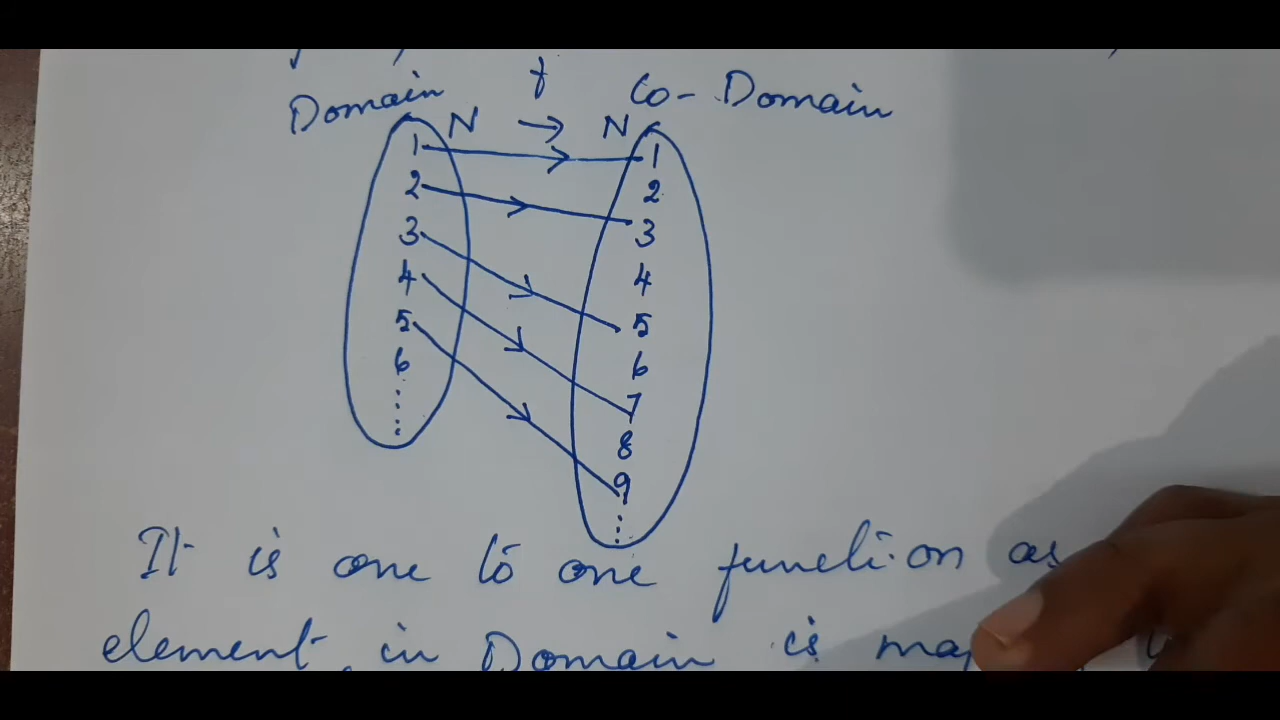 Domain f Co-Domain
N → N
1 1
2 2
3 3
4 4
5 5
6 6
7
8
9
It is one to one function as
element in Domain is